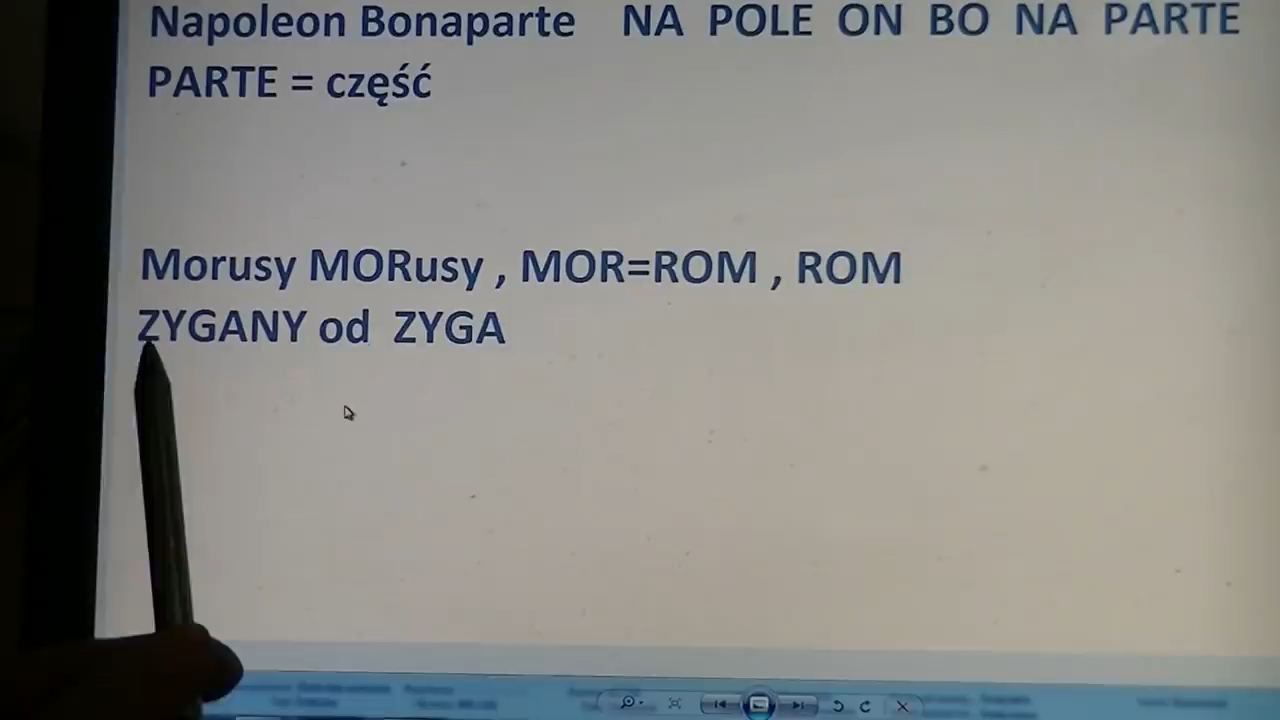 Napoleon Bonaparte NA POLE ON BO NA PARTE
PARTE = część
Morusy MORusy , MOR=ROM , ROM
ZYGANY od ZYGA